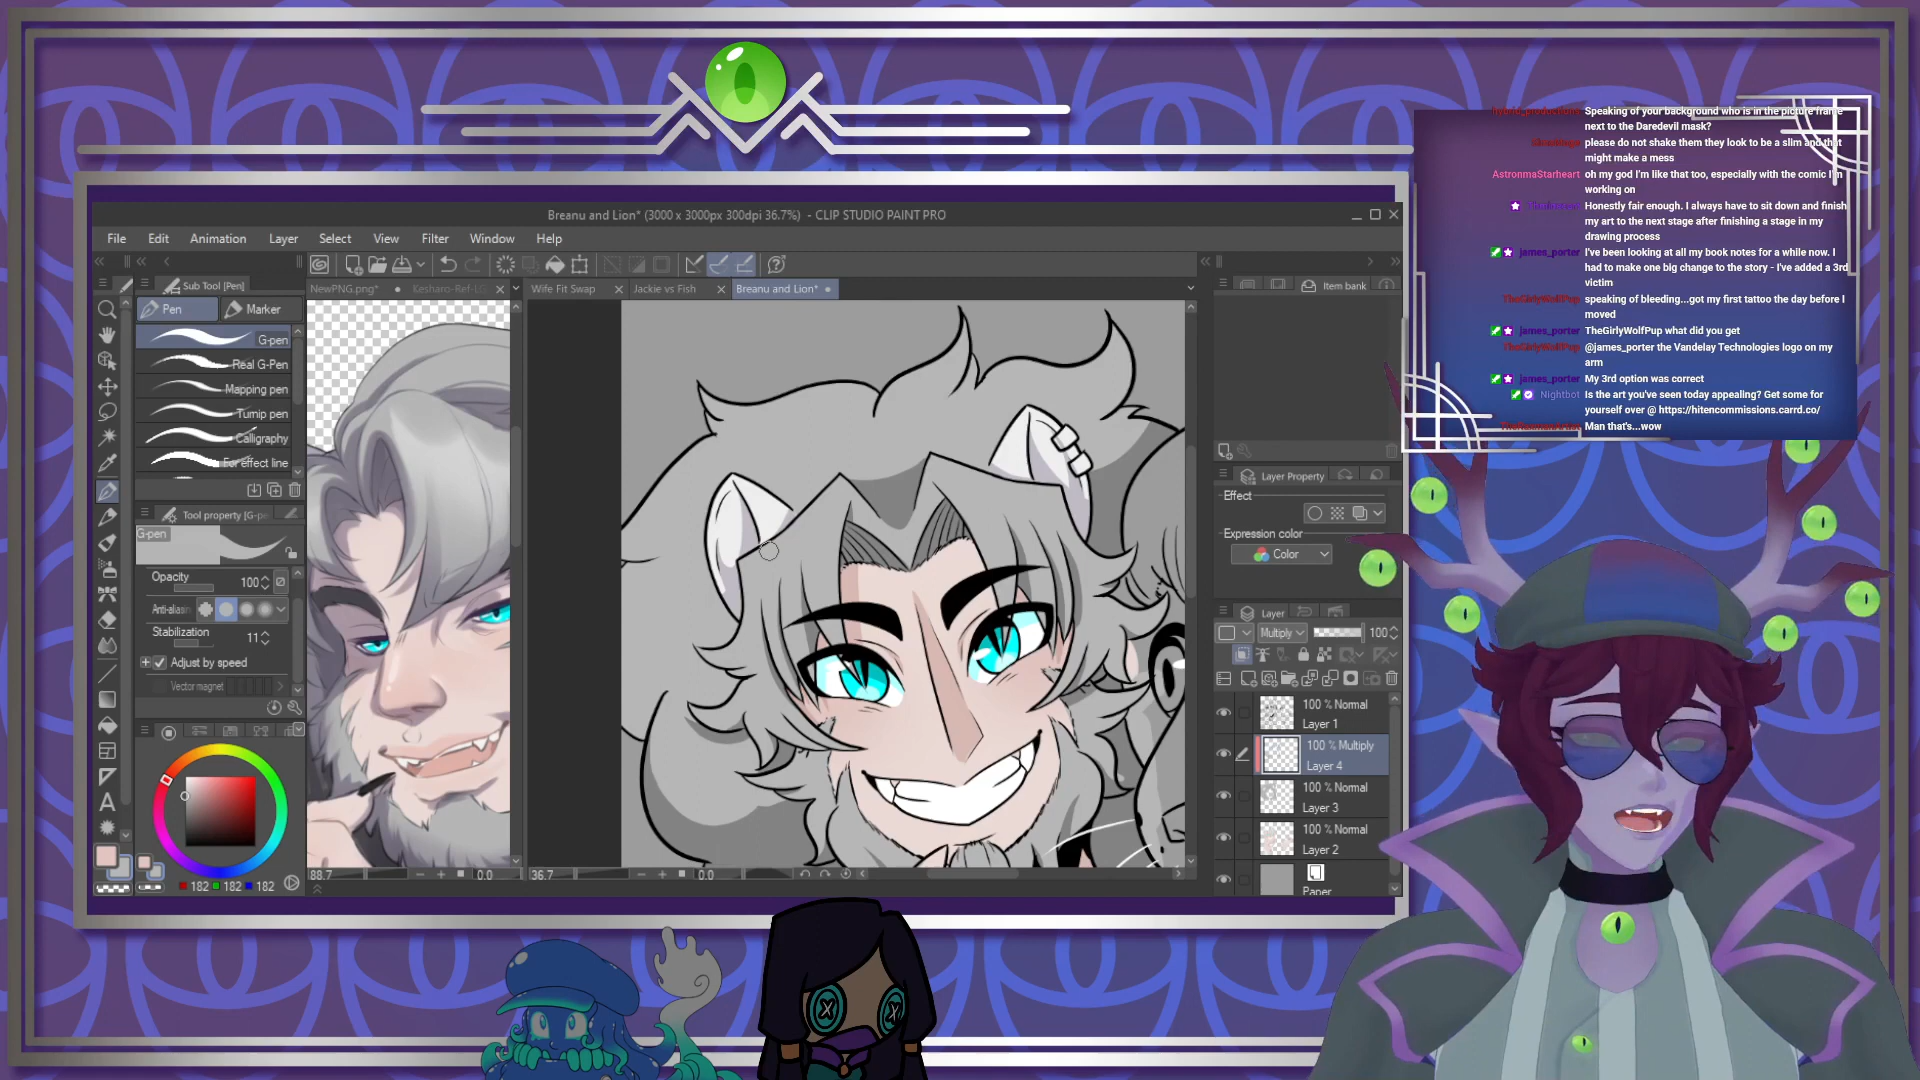 Speaking of your background who is in the picture frame
next to the Daredevil mask?
please do not shake them they look to be a slim and that
might make a mess
AstronmaStarheart oh my god I'm like that too, especially with the comic I'm
working on
Honestly fair enough. I always have to sit down and finish
my art to the next stage after finishing a stage in my
drawing process
james_porter I've been looking at all my book notes for a while now. I
had to make one big change to the story - I've added a 3rd
victim
TheGirlyWolfPup speaking of bleeding...got my first tattoo the day before I
moved
james_porter TheGirlyWolfPup what did you get
TheGirlyWolfPup @james_porter the Vandelay Technologies logo on my
arm
james_porter My 3rd option was correct
Nightbot Is the art you've seen today appealing? Get some for
yourself over @ https://hitencommissions.carrd.co/
Man that's...wow
Breanu and Lion* (3000 x 3000px 300dpi 36.7%) - CLIP STUDIO PAINT PRO
File Edit Animation Layer Select View Filter Window Help
Sub Tool [Pen]
Pen Marker
G-pen
Real G-Pen
Mapping pen
Turnip pen
Calligraphy
For effect line
Tool property [G-pe
G-pen
Opacity 100
Anti-aliasin
Stabilization 11
Adjust by speed
Vector magnet
182 182 182
NewPNG.png* Kesharo-Ref-LG Wife Fit Swap Jackie vs Fish Breanu and Lion*
88.7 0.0 36.7 0.0
Item bank
Layer Property
Effect
Expression color
Color
Layer
Multiply 100
100 % Normal
Layer 1
100 % Multiply
Layer 4
100 % Normal
Layer 3
100 % Normal
Layer 2
Paper